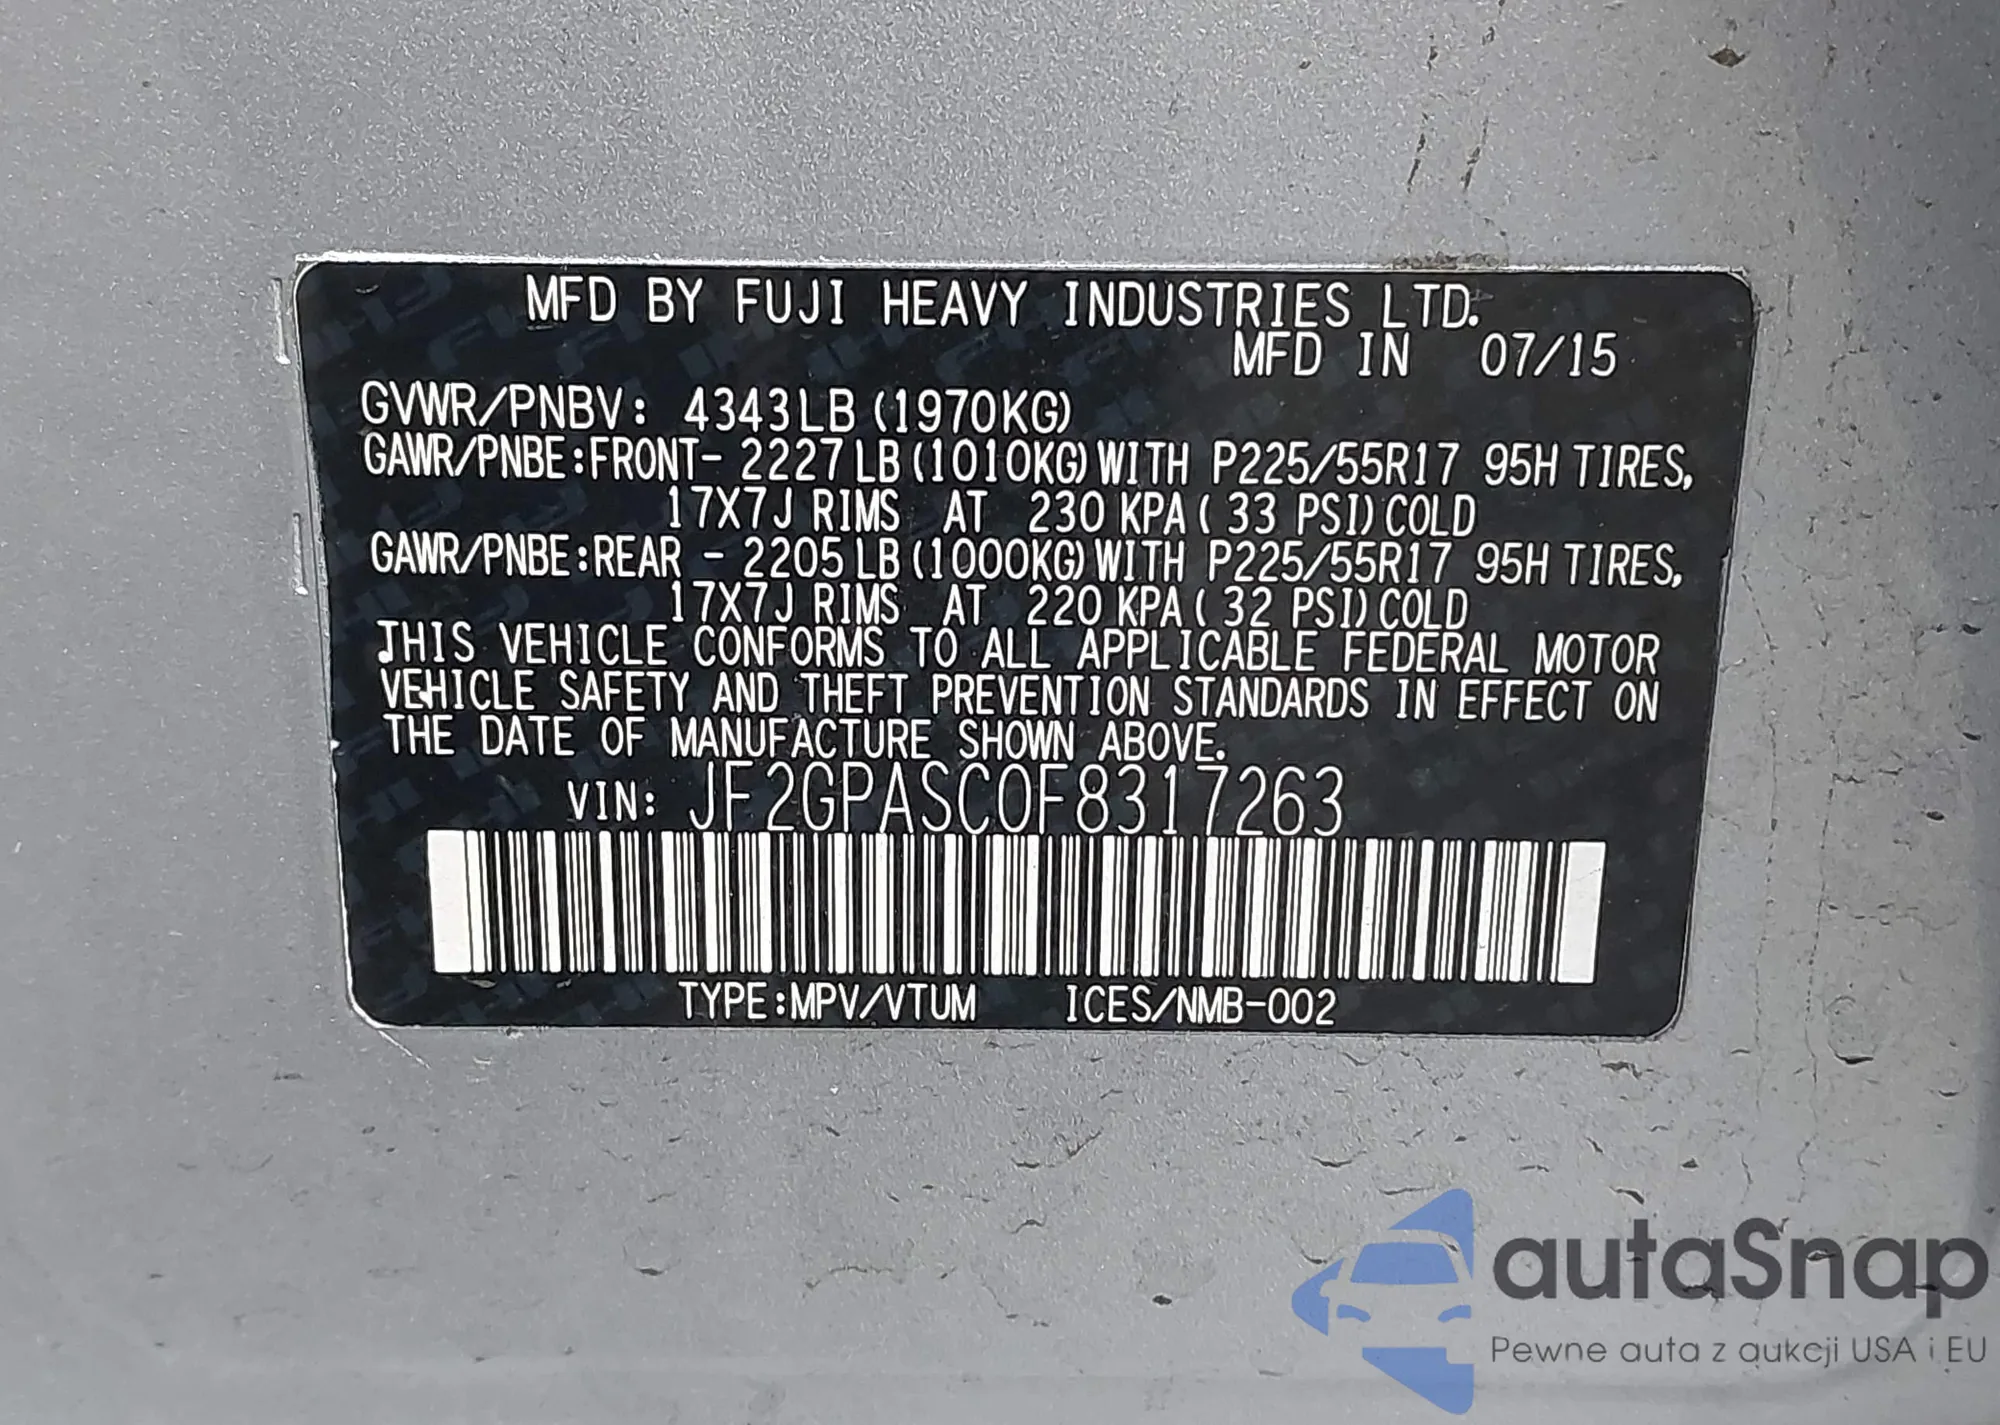 MFD BY FUJI HEAVY INDUSTRIES LTD.
MFD IN 07/15
GVWR/PNBV: 4343LB (1970KG)
GAWR/PNBE:FRONT- 2227LB (1010KG) WITH P225/55R17 95H TIRES,
17X7J RIMS AT 230 KPA ( 33 PSI) COLD
GAWR/PNBE:REAR - 2205LB (1000KG) WITH P225/55R17 95H TIRES,
17X7J RIMS AT 220 KPA ( 32 PSI) COLD
THIS VEHICLE CONFORMS TO ALL APPLICABLE FEDERAL MOTOR
VEHICLE SAFETY AND THEFT PREVENTION STANDARDS IN EFFECT ON
THE DATE OF MANUFACTURE SHOWN ABOVE.
VIN: JF2GPASC0F8317263
TYPE:MPV/VTUM ICES/NMB-002
autaSnap
Pewne auta z aukcji USA i EU